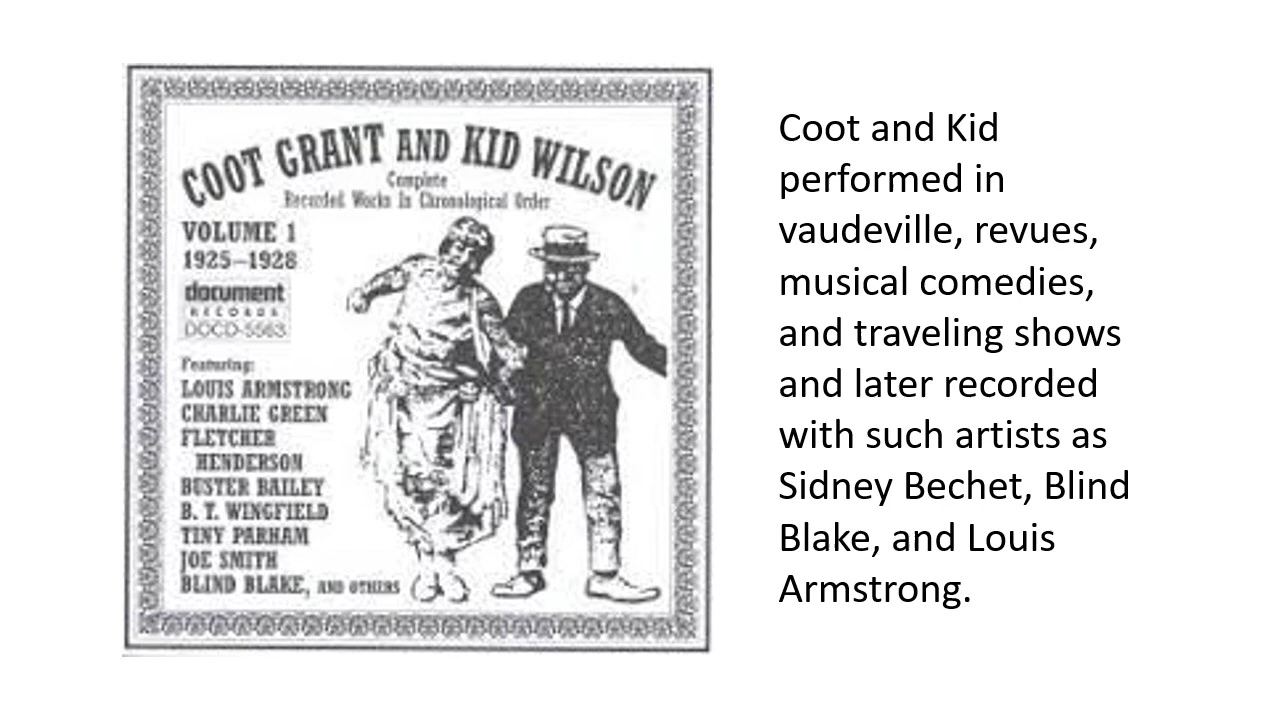 COOT GRANT AND KID WILSON
Complete
Recorded Works In Chronological Order
VOLUME 1
1925–1928
document
RECORDS
DOCD-5563
Featuring:
LOUIS ARMSTRONG
CHARLIE GREEN
FLETCHER
HENDERSON
BUSTER BAILEY
B. T. WINGFIELD
TINY PARHAM
JOE SMITH
BLIND BLAKE, AND OTHERS
Coot and Kid
performed in
vaudeville, revues,
musical comedies,
and traveling shows
and later recorded
with such artists as
Sidney Bechet, Blind
Blake, and Louis
Armstrong.